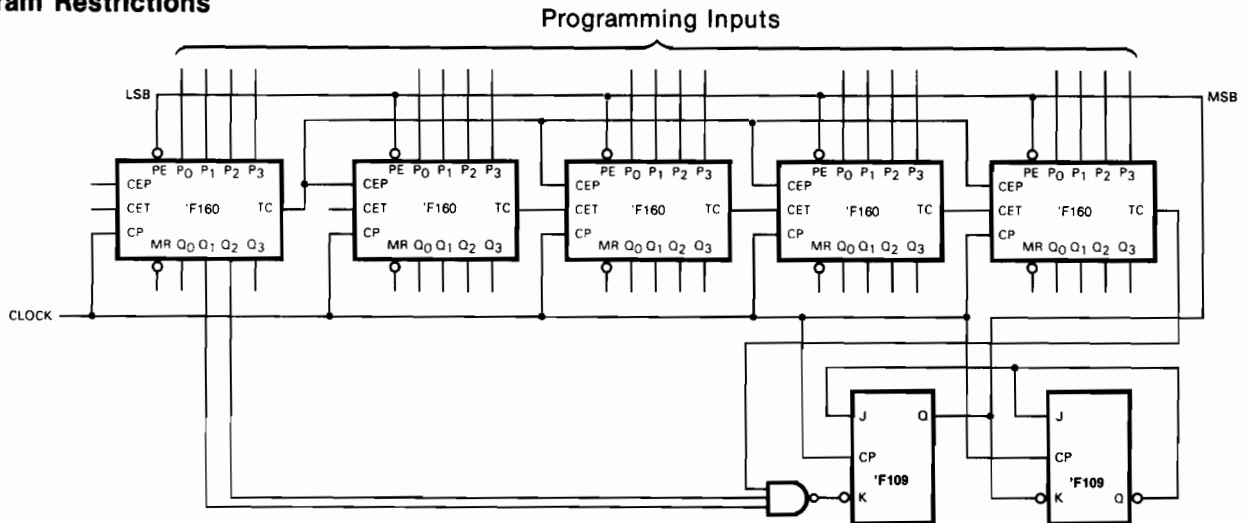 ram Restrictions
Programming Inputs
LSB
MSB
PE P0 P1 P2 P3
CEP
CET 'F160 TC
CP
MR Q0 Q1 Q2 Q3
PE P0 P1 P2 P3
CEP
CET 'F160 TC
CP
MR Q0 Q1 Q2 Q3
PE P0 P1 P2 P3
CEP
CET 'F160 TC
CP
MR Q0 Q1 Q2 Q3
PE P0 P1 P2 P3
CEP
CET 'F160 TC
CP
MR Q0 Q1 Q2 Q3
PE P0 P1 P2 P3
CEP
CET 'F160 TC
CP
MR Q0 Q1 Q2 Q3
CLOCK
J Q
CP
'F109
K
J
CP
'F109
K Q